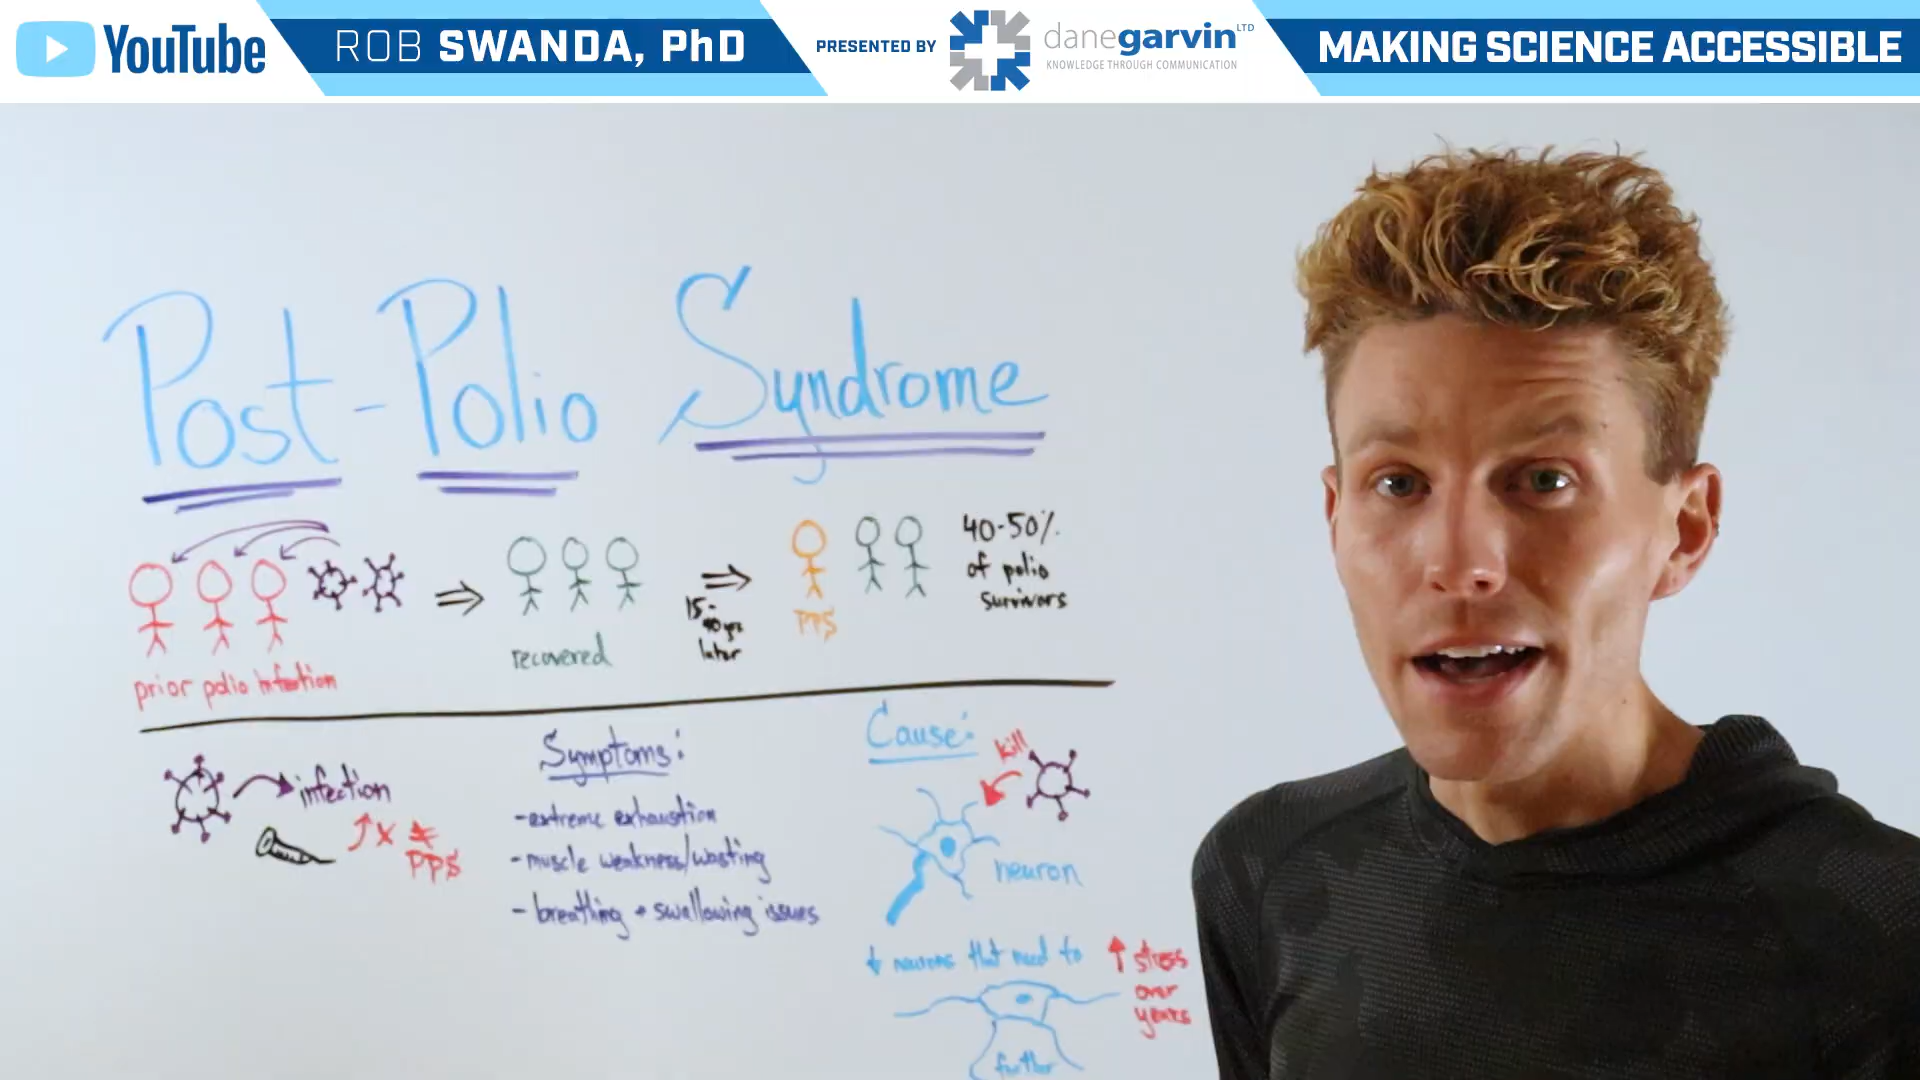 YouTube
ROB SWANDA, PhD
PRESENTED BY
danegarvin LTD
KNOWLEDGE THROUGH COMMUNICATION
MAKING SCIENCE ACCESSIBLE
Post-Polio Syndrome
prior polio infection
recovered
15-
40 yrs
later
PPS
40-50%
of polio
survivors
infection
X
PPS
Symptoms:
- extreme exhaustion
- muscle weakness/wasting
- breathing + swallowing issues
Cause:
kill
neuron
↓ neurons that need to
further
↑ stress
over
years